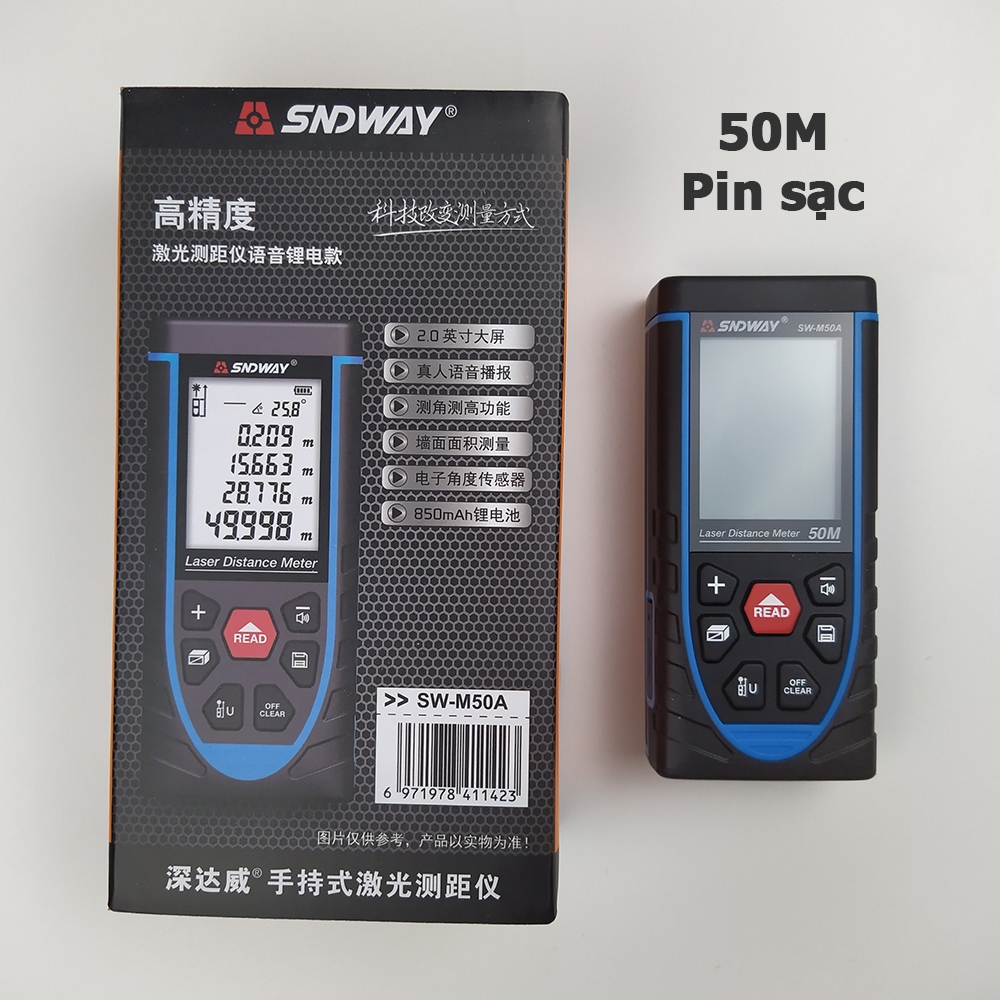 SNDWAY®
高精度
科技改变测量方式
激光测距仪语音锂电款
2.0英寸大屏
真人语音播报
测角测高功能
墙面面积测量
电子角度传感器
850mAh锂电池
SNDWAY®
25.8°
0.209 m
15.663 m
28.776 m
49.998 m
Laser Distance Meter
READ
U
OFF
CLEAR
>> SW-M50A
6 971978 411423
图片仅供参考，产品以实物为准！
深达威® 手持式激光测距仪
50M
Pin sạc
SNDWAY® SW-M50A
Laser Distance Meter 50M
READ
U
OFF
CLEAR